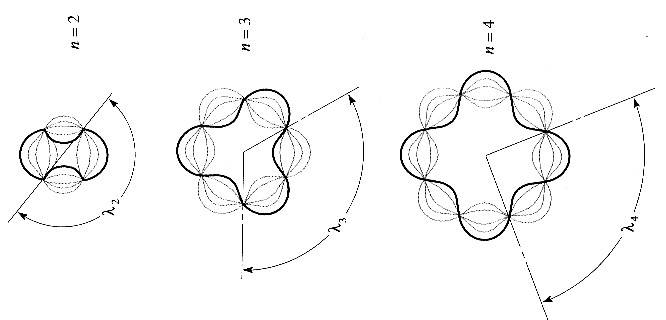 n = 2
n = 3
n = 4
λ₂
λ₃
λ₄